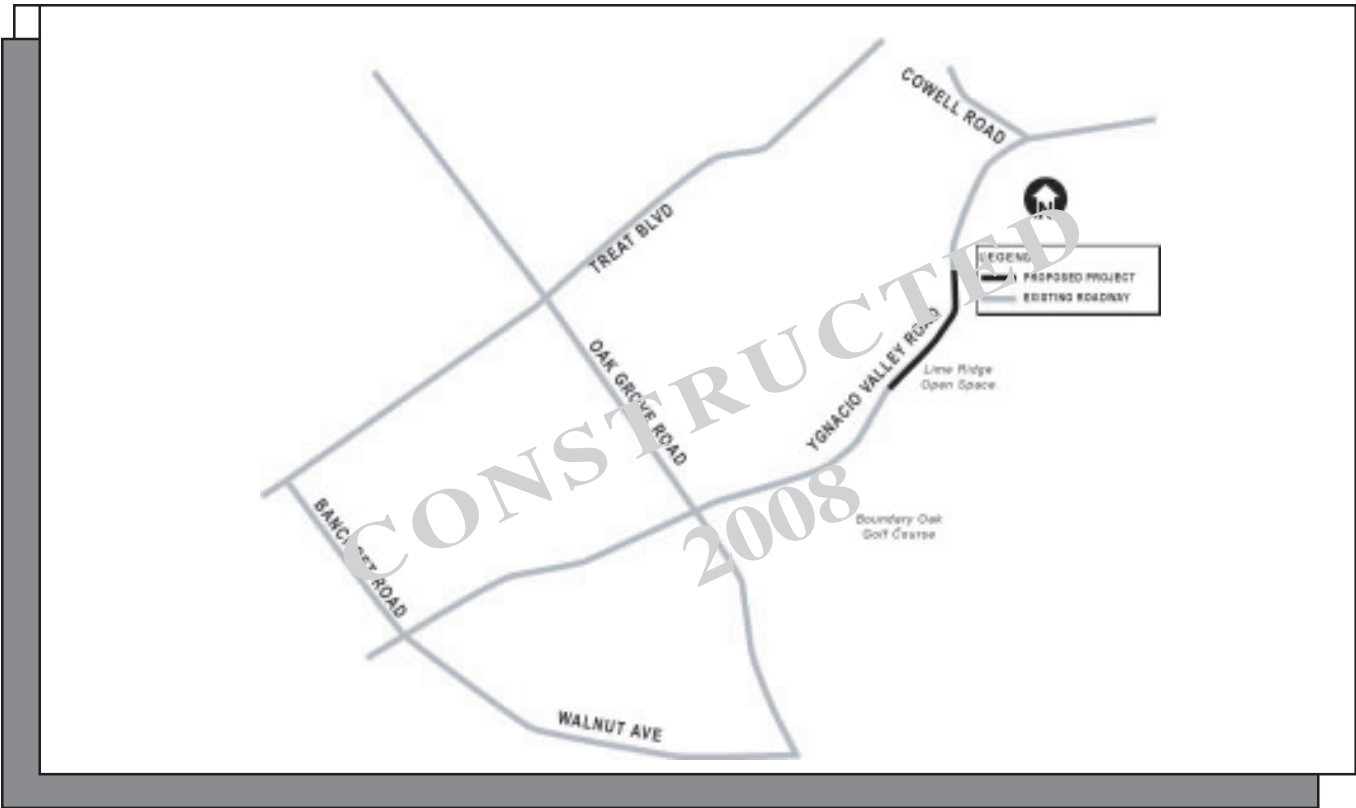 COWELL ROAD
N
TREAT BLVD
LEGEND
PROPOSED PROJECT
EXISTING ROADWAY
OAK GROVE ROAD
YGNACIO VALLEY ROAD
Lime Ridge
Open Space
CONSTRUCTED
2008
BANCROFT ROAD
Boundary Oak
Golf Course
WALNUT AVE